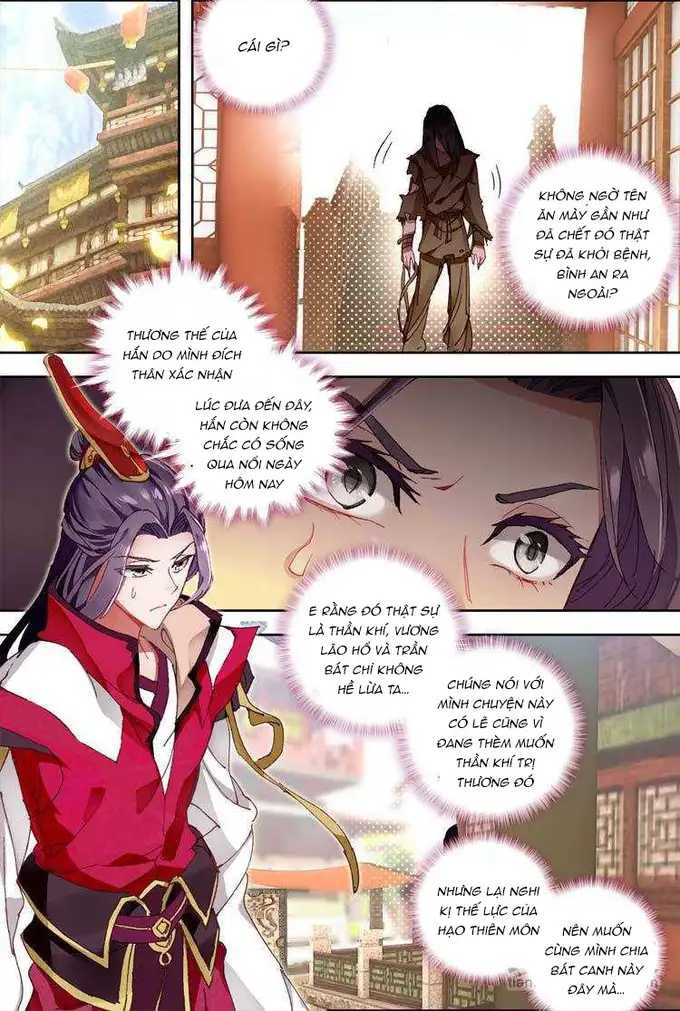 CÁI GÌ?
KHÔNG NGỜ TÊN
ĂN MÀY GẦN NHƯ
ĐÃ CHẾT ĐÓ THẬT
SỰ ĐÃ KHỎI BỆNH,
BÌNH AN RA
NGOÀI?
THƯƠNG THẾ CỦA
HẮN DO MÌNH ĐÍCH
THÂN XÁC NHẬN
LÚC ĐƯA ĐẾN ĐÂY,
HẮN CÒN KHÔNG
CHẮC CÓ SỐNG
QUA NỔI NGÀY
HÔM NAY
E RẰNG ĐÓ THẬT SỰ
LÀ THẦN KHÍ, VƯƠNG
LÃO HỔ VÀ TRẦN
BÁT CHỈ KHÔNG
HỀ LỪA TA...
CHÚNG NÓI VỚI
MÌNH CHUYỆN NÀY
CÓ LẼ CŨNG VÌ
ĐANG THÈM MUỐN
THẦN KHÍ TRỊ
THƯƠNG ĐÓ
NHƯNG LẠI NGHI
KỊ THẾ LỰC CỦA
HẠO THIÊN MÔN
NÊN MUỐN
CÙNG MÌNH CHIA
BÁT CANH NÀY
ĐÂY MÀ...